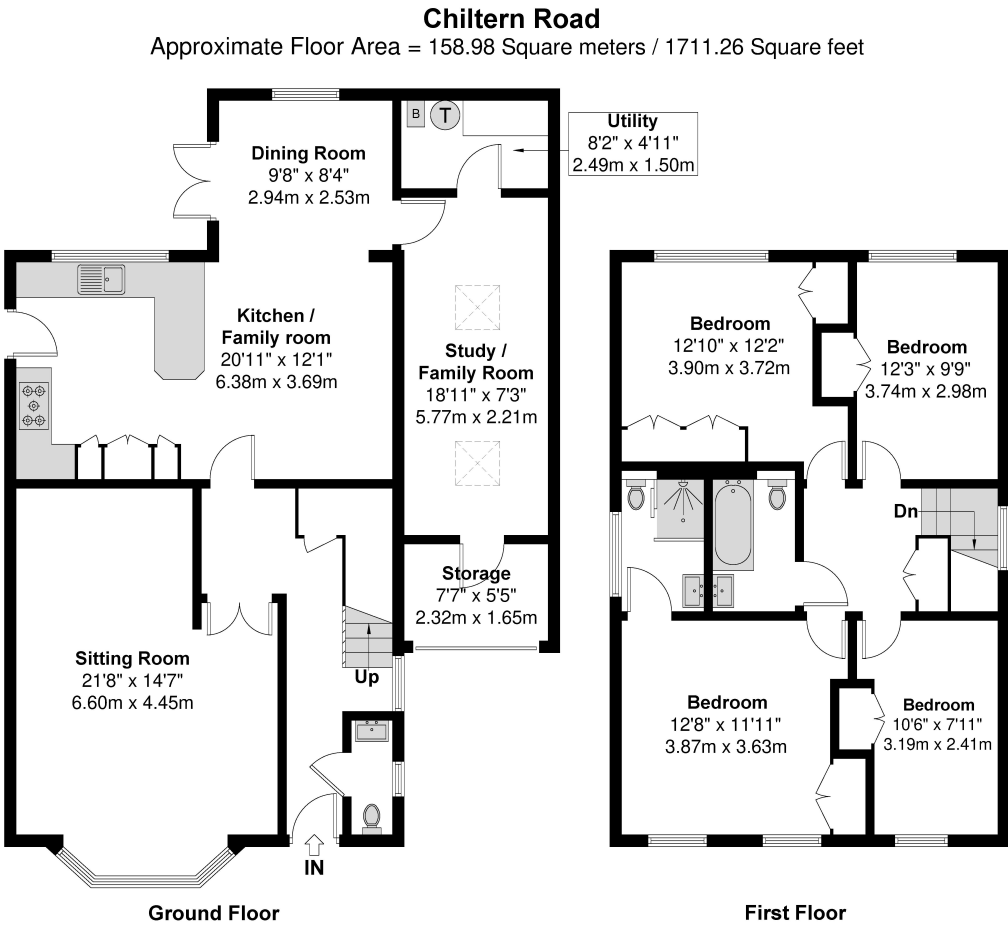 Chiltern Road
Approximate Floor Area = 158.98 Square meters / 1711.26 Square feet
B
T
Utility
8'2" x 4'11"
2.49m x 1.50m
Dining Room
9'8" x 8'4"
2.94m x 2.53m
Kitchen /
Family room
20'11" x 12'1"
6.38m x 3.69m
Study /
Family Room
18'11" x 7'3"
5.77m x 2.21m
Storage
7'7" x 5'5"
2.32m x 1.65m
Sitting Room
21'8" x 14'7"
6.60m x 4.45m
Up
IN
Ground Floor
Bedroom
12'10" x 12'2"
3.90m x 3.72m
Bedroom
12'3" x 9'9"
3.74m x 2.98m
Dn
Bedroom
12'8" x 11'11"
3.87m x 3.63m
Bedroom
10'6" x 7'11"
3.19m x 2.41m
First Floor